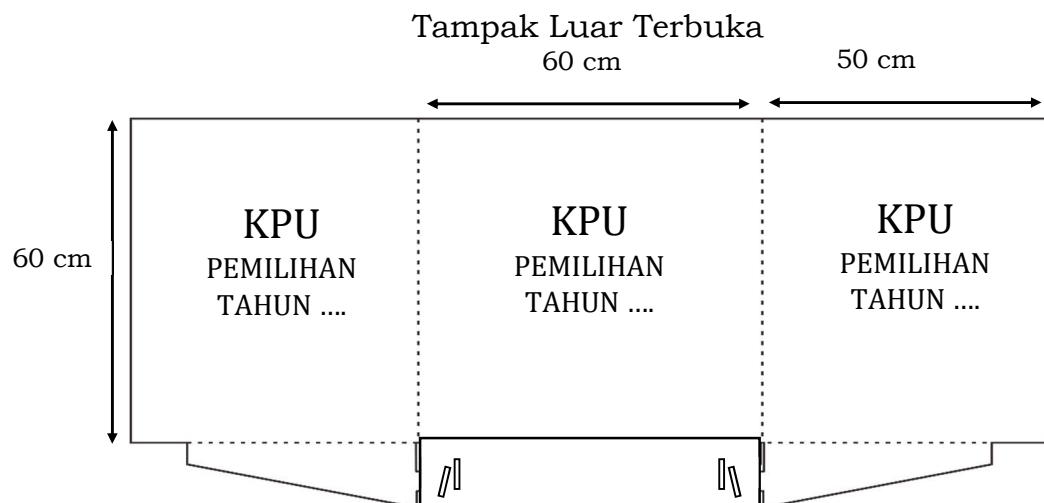 Tampak Luar Terbuka
60 cm
50 cm
60 cm
KPU
PEMILIHAN
TAHUN ....
KPU
PEMILIHAN
TAHUN ....
KPU
PEMILIHAN
TAHUN ....